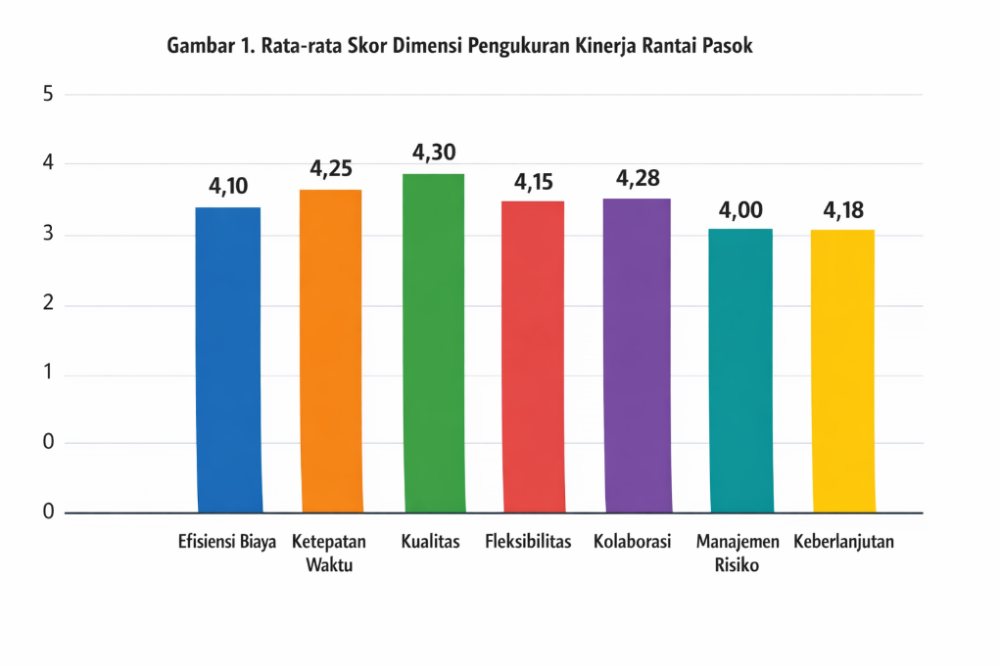 Gambar 1. Rata-rata Skor Dimensi Pengukuran Kinerja Rantai Pasok
5
4
3
2
1
0
0
4,10
4,25
4,30
4,15
4,28
4,00
4,18
Efisiensi Biaya
Ketepatan
Waktu
Kualitas
Fleksibilitas
Kolaborasi
Manajemen
Risiko
Keberlanjutan